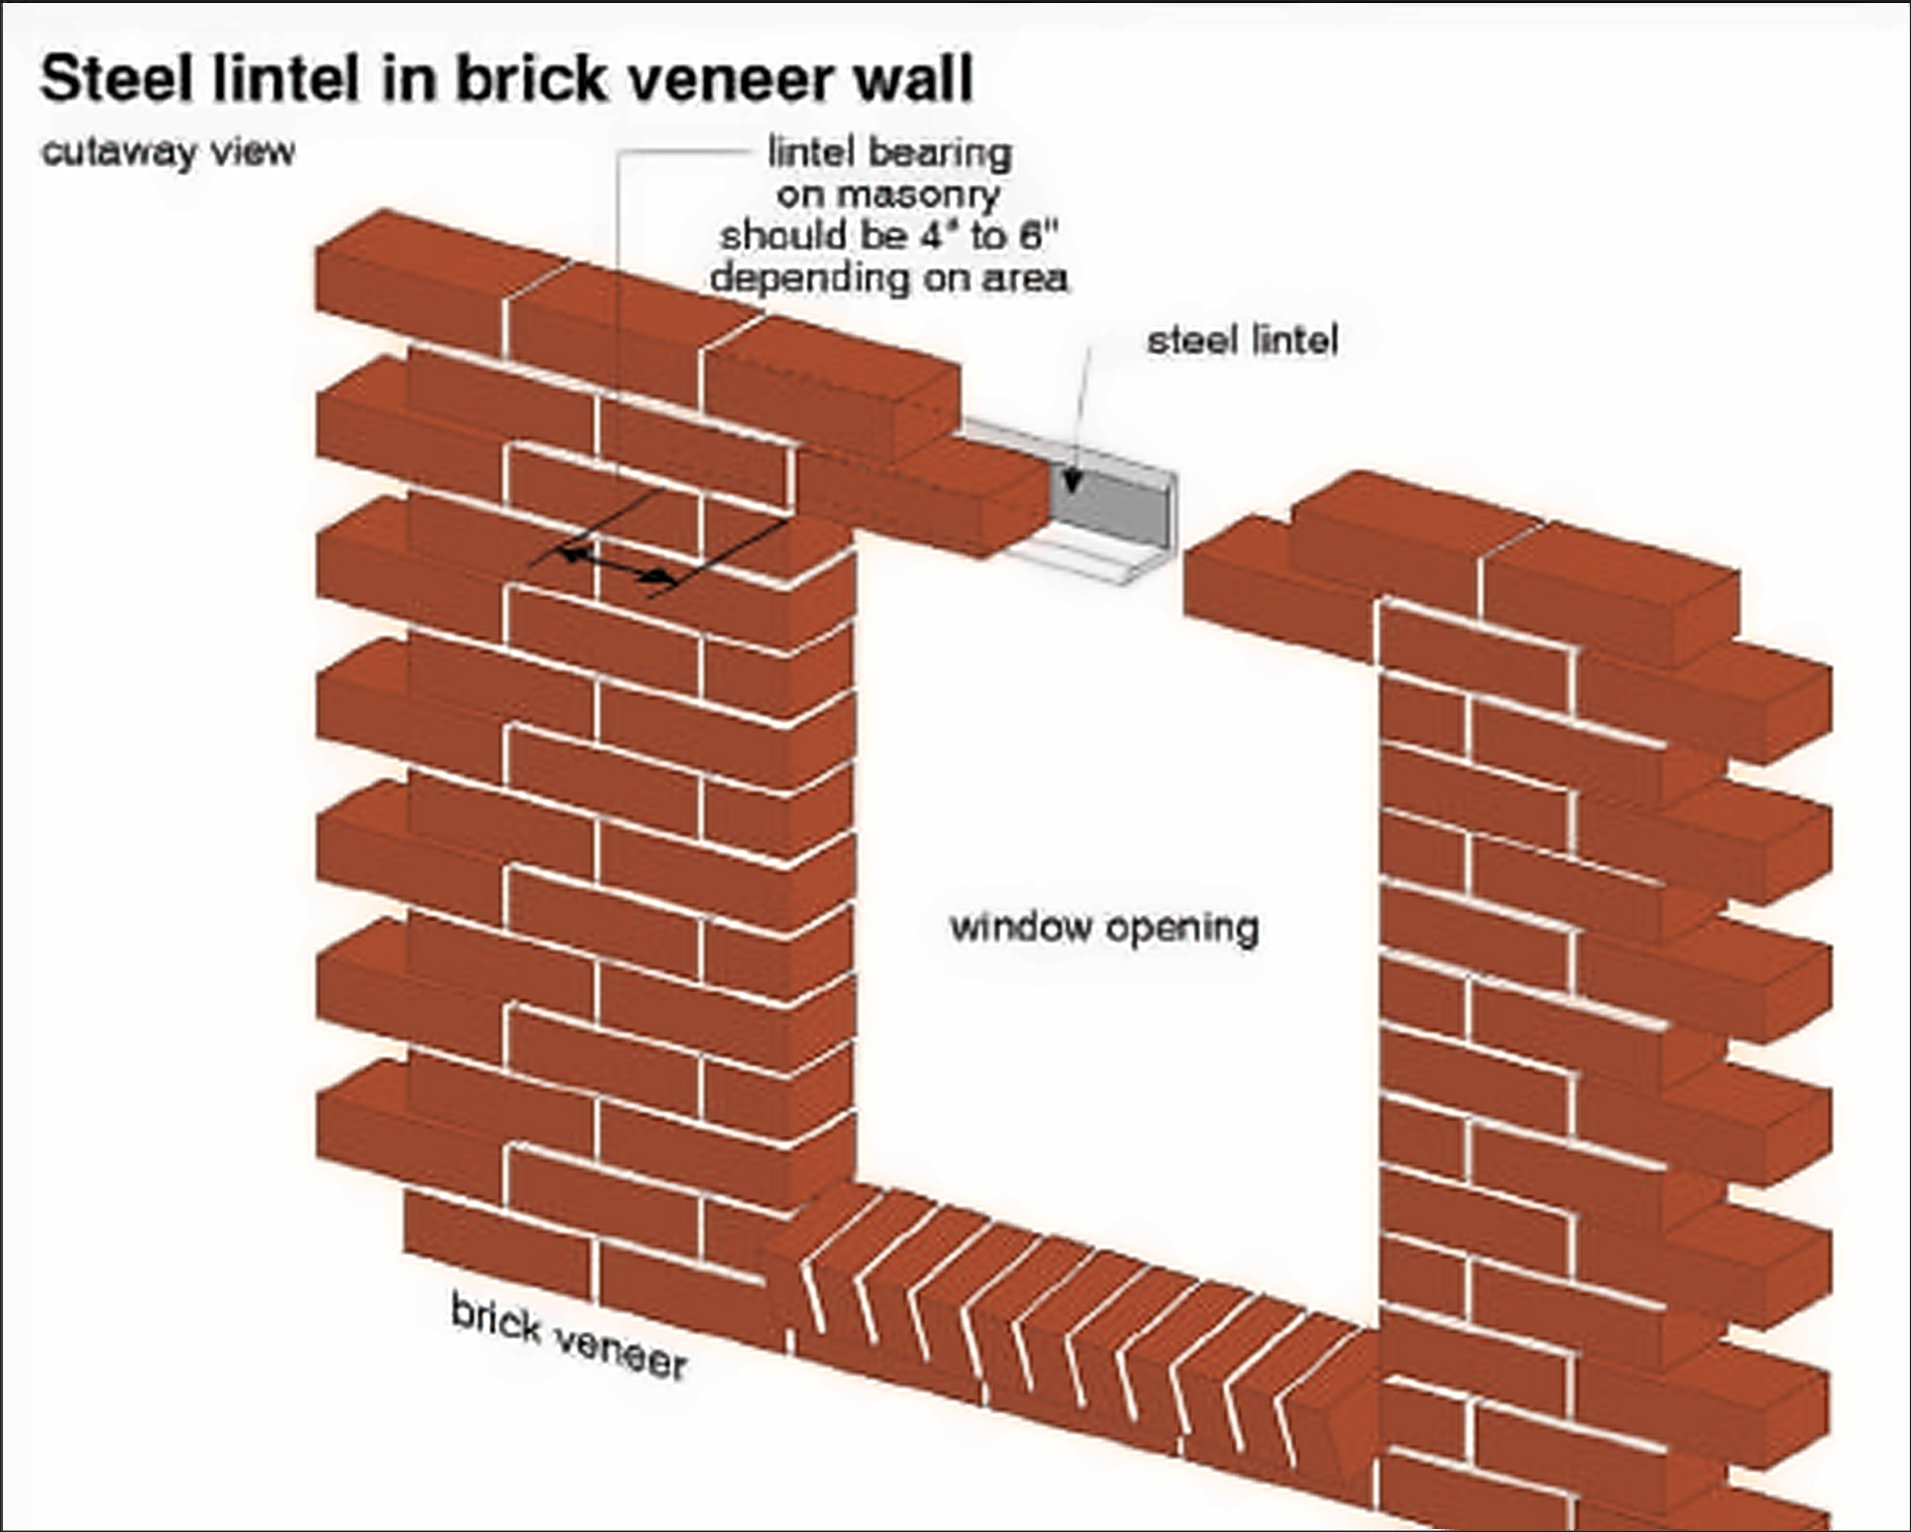 Steel lintel in brick veneer wall
cutaway view
lintel bearing
on masonry
should be 4" to 6"
depending on area
steel lintel
window opening
brick veneer